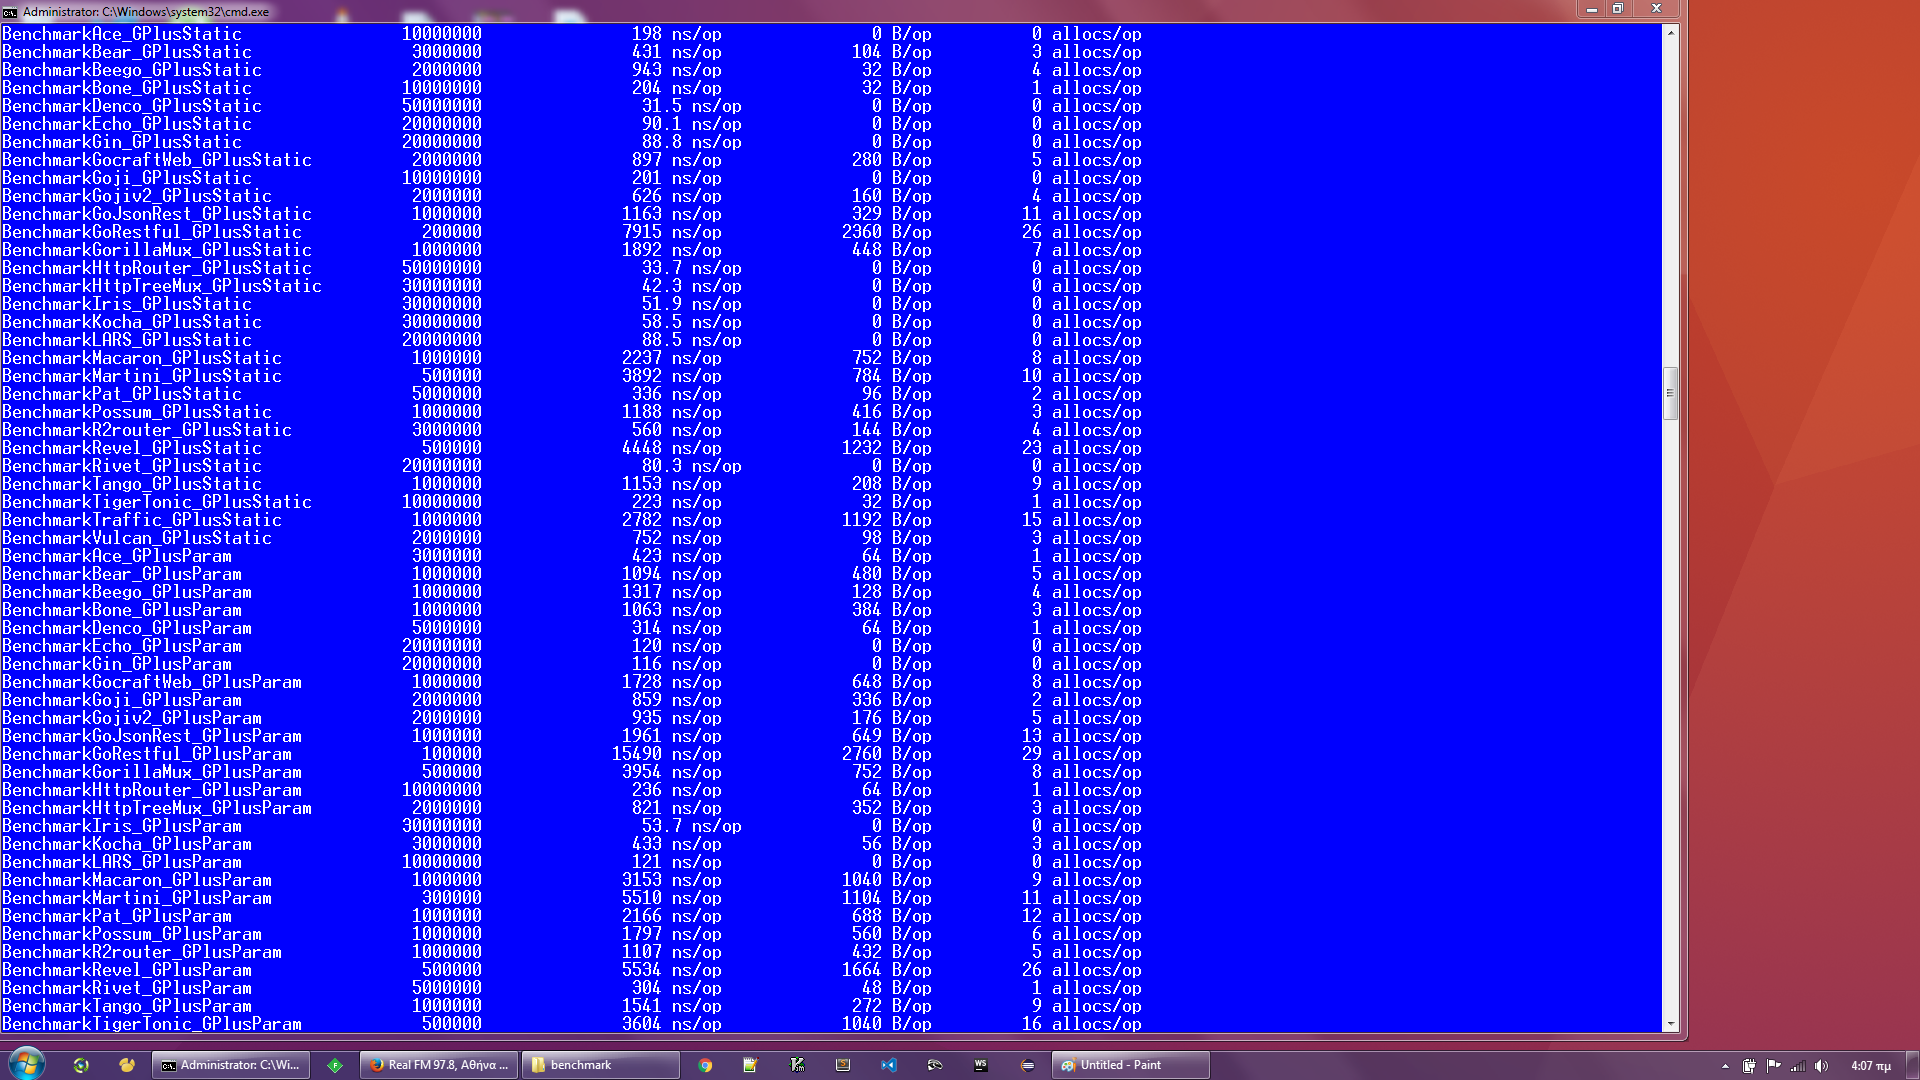 Administrator: C:\Windows\system32\cmd.exe
BenchmarkAce_GPlusStatic 10000000 198 ns/op 0 B/op 0 allocs/op
BenchmarkBear_GPlusStatic 3000000 431 ns/op 104 B/op 3 allocs/op
BenchmarkBeego_GPlusStatic 2000000 943 ns/op 32 B/op 4 allocs/op
BenchmarkBone_GPlusStatic 10000000 204 ns/op 32 B/op 1 allocs/op
BenchmarkDenco_GPlusStatic 50000000 31.5 ns/op 0 B/op 0 allocs/op
BenchmarkEcho_GPlusStatic 20000000 90.1 ns/op 0 B/op 0 allocs/op
BenchmarkGin_GPlusStatic 20000000 88.8 ns/op 0 B/op 0 allocs/op
BenchmarkGocraftWeb_GPlusStatic 2000000 897 ns/op 280 B/op 5 allocs/op
BenchmarkGoji_GPlusStatic 10000000 201 ns/op 0 B/op 0 allocs/op
BenchmarkGojiv2_GPlusStatic 2000000 626 ns/op 160 B/op 4 allocs/op
BenchmarkGoJsonRest_GPlusStatic 1000000 1163 ns/op 329 B/op 11 allocs/op
BenchmarkGoRestful_GPlusStatic 200000 7915 ns/op 2360 B/op 26 allocs/op
BenchmarkGorillaMux_GPlusStatic 1000000 1892 ns/op 448 B/op 7 allocs/op
BenchmarkHttpRouter_GPlusStatic 50000000 33.7 ns/op 0 B/op 0 allocs/op
BenchmarkHttpTreeMux_GPlusStatic 30000000 42.3 ns/op 0 B/op 0 allocs/op
BenchmarkIris_GPlusStatic 30000000 51.9 ns/op 0 B/op 0 allocs/op
BenchmarkKocha_GPlusStatic 30000000 58.5 ns/op 0 B/op 0 allocs/op
BenchmarkLARS_GPlusStatic 20000000 88.5 ns/op 0 B/op 0 allocs/op
BenchmarkMacaron_GPlusStatic 1000000 2237 ns/op 752 B/op 8 allocs/op
BenchmarkMartini_GPlusStatic 500000 3892 ns/op 784 B/op 10 allocs/op
BenchmarkPat_GPlusStatic 5000000 336 ns/op 96 B/op 2 allocs/op
BenchmarkPossum_GPlusStatic 1000000 1188 ns/op 416 B/op 3 allocs/op
BenchmarkR2router_GPlusStatic 3000000 560 ns/op 144 B/op 4 allocs/op
BenchmarkRevel_GPlusStatic 500000 4448 ns/op 1232 B/op 23 allocs/op
BenchmarkRivet_GPlusStatic 20000000 80.3 ns/op 0 B/op 0 allocs/op
BenchmarkTango_GPlusStatic 1000000 1153 ns/op 208 B/op 9 allocs/op
BenchmarkTigerTonic_GPlusStatic 10000000 223 ns/op 32 B/op 1 allocs/op
BenchmarkTraffic_GPlusStatic 1000000 2782 ns/op 1192 B/op 15 allocs/op
BenchmarkVulcan_GPlusStatic 2000000 752 ns/op 98 B/op 3 allocs/op
BenchmarkAce_GPlusParam 3000000 423 ns/op 64 B/op 1 allocs/op
BenchmarkBear_GPlusParam 1000000 1094 ns/op 480 B/op 5 allocs/op
BenchmarkBeego_GPlusParam 1000000 1317 ns/op 128 B/op 4 allocs/op
BenchmarkBone_GPlusParam 1000000 1063 ns/op 384 B/op 3 allocs/op
BenchmarkDenco_GPlusParam 5000000 314 ns/op 64 B/op 1 allocs/op
BenchmarkEcho_GPlusParam 20000000 120 ns/op 0 B/op 0 allocs/op
BenchmarkGin_GPlusParam 20000000 116 ns/op 0 B/op 0 allocs/op
BenchmarkGocraftWeb_GPlusParam 1000000 1728 ns/op 648 B/op 8 allocs/op
BenchmarkGoji_GPlusParam 2000000 859 ns/op 336 B/op 2 allocs/op
BenchmarkGojiv2_GPlusParam 2000000 935 ns/op 176 B/op 5 allocs/op
BenchmarkGoJsonRest_GPlusParam 1000000 1961 ns/op 649 B/op 13 allocs/op
BenchmarkGoRestful_GPlusParam 100000 15490 ns/op 2760 B/op 29 allocs/op
BenchmarkGorillaMux_GPlusParam 500000 3954 ns/op 752 B/op 8 allocs/op
BenchmarkHttpRouter_GPlusParam 10000000 236 ns/op 64 B/op 1 allocs/op
BenchmarkHttpTreeMux_GPlusParam 2000000 821 ns/op 352 B/op 3 allocs/op
BenchmarkIris_GPlusParam 30000000 53.7 ns/op 0 B/op 0 allocs/op
BenchmarkKocha_GPlusParam 3000000 433 ns/op 56 B/op 3 allocs/op
BenchmarkLARS_GPlusParam 10000000 121 ns/op 0 B/op 0 allocs/op
BenchmarkMacaron_GPlusParam 1000000 3153 ns/op 1040 B/op 9 allocs/op
BenchmarkMartini_GPlusParam 300000 5510 ns/op 1104 B/op 11 allocs/op
BenchmarkPat_GPlusParam 1000000 2166 ns/op 688 B/op 12 allocs/op
BenchmarkPossum_GPlusParam 1000000 1797 ns/op 560 B/op 6 allocs/op
BenchmarkR2router_GPlusParam 1000000 1107 ns/op 432 B/op 5 allocs/op
BenchmarkRevel_GPlusParam 500000 5534 ns/op 1664 B/op 26 allocs/op
BenchmarkRivet_GPlusParam 5000000 304 ns/op 48 B/op 1 allocs/op
BenchmarkTango_GPlusParam 1000000 1541 ns/op 272 B/op 9 allocs/op
BenchmarkTigerTonic_GPlusParam 500000 3604 ns/op 1040 B/op 16 allocs/op
Administrator: C:\Wi... Real FM 97.8, Αθήνα ... benchmark WS Untitled - Paint 4:07 πμ